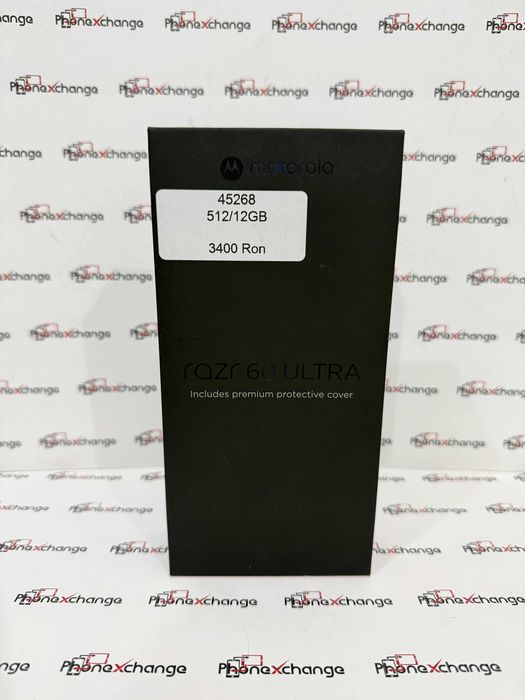 motorola
45268
512/12GB
3400 Ron
razr 60 ULTRA
Includes premium protective cover
PhoneXchange